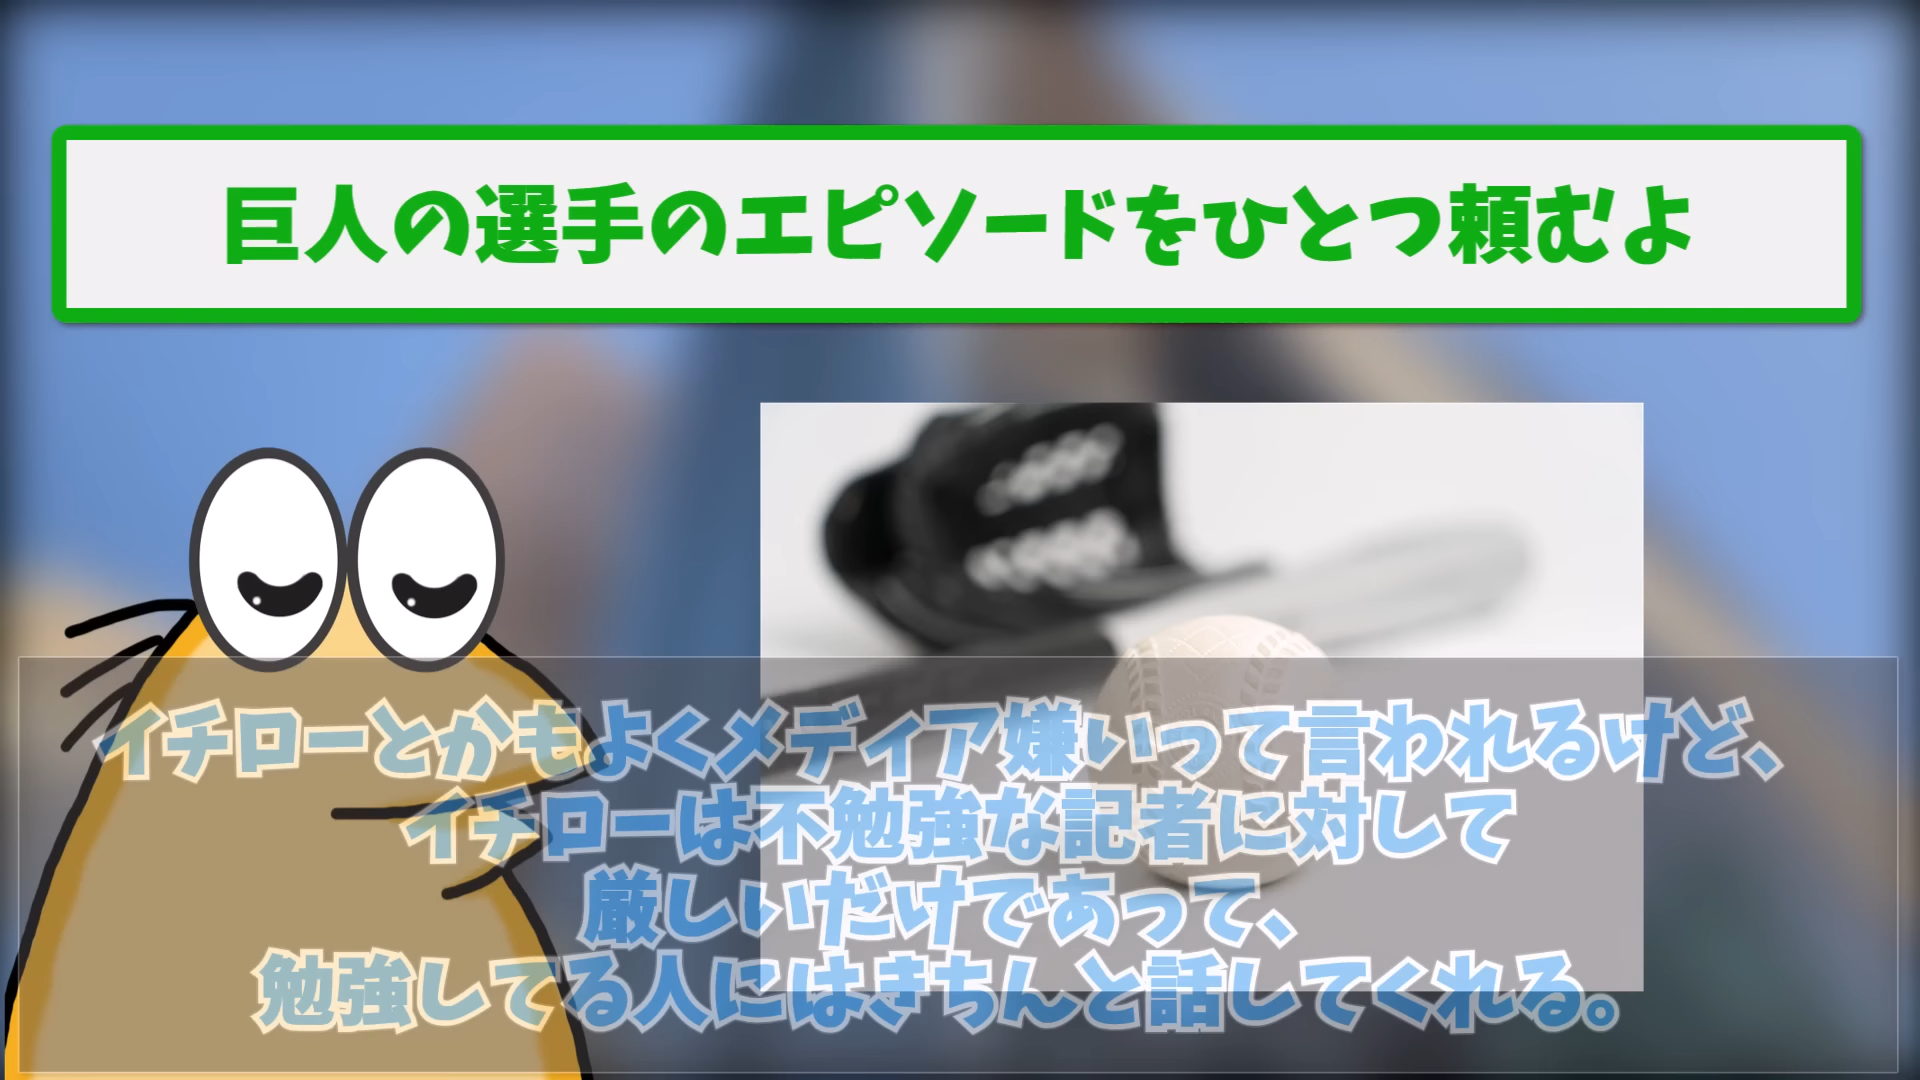 巨人の選手のエピソードをひとつ頼むよ
イチローとかもよくメディア嫌いって言われるけど、
イチローは不勉強な記者に対して
厳しいだけであって、
勉強してる人にはきちんと話してくれる。